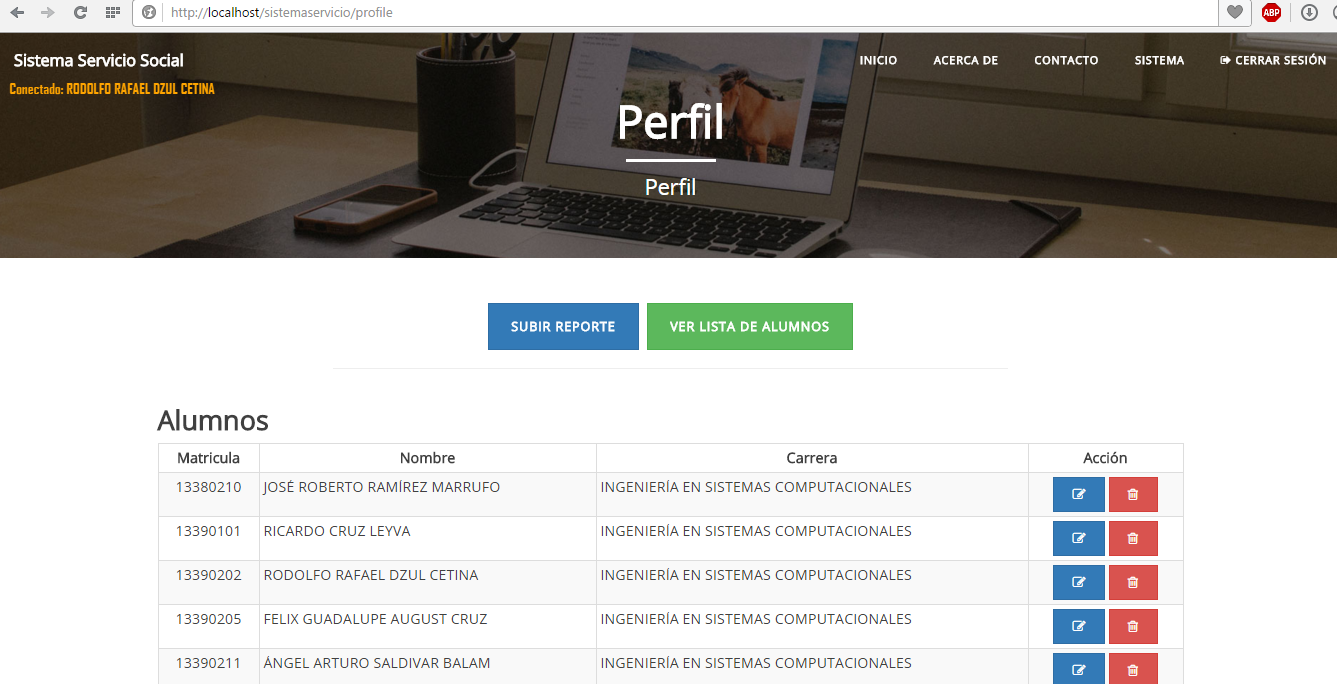 http://localhost/sistemaservicio/profile
ABP
Sistema Servicio Social
INICIO ACERCA DE CONTACTO SISTEMA CERRAR SESIÓN
Conectado: RODOLFO RAFAEL DZUL CETINA
Perfil
Perfil
SUBIR REPORTE VER LISTA DE ALUMNOS
Alumnos
Matricula Nombre Carrera Acción
13380210 JOSÉ ROBERTO RAMÍREZ MARRUFO INGENIERÍA EN SISTEMAS COMPUTACIONALES
13390101 RICARDO CRUZ LEYVA INGENIERÍA EN SISTEMAS COMPUTACIONALES
13390202 RODOLFO RAFAEL DZUL CETINA INGENIERÍA EN SISTEMAS COMPUTACIONALES
13390205 FELIX GUADALUPE AUGUST CRUZ INGENIERÍA EN SISTEMAS COMPUTACIONALES
13390211 ÁNGEL ARTURO SALDIVAR BALAM INGENIERÍA EN SISTEMAS COMPUTACIONALES